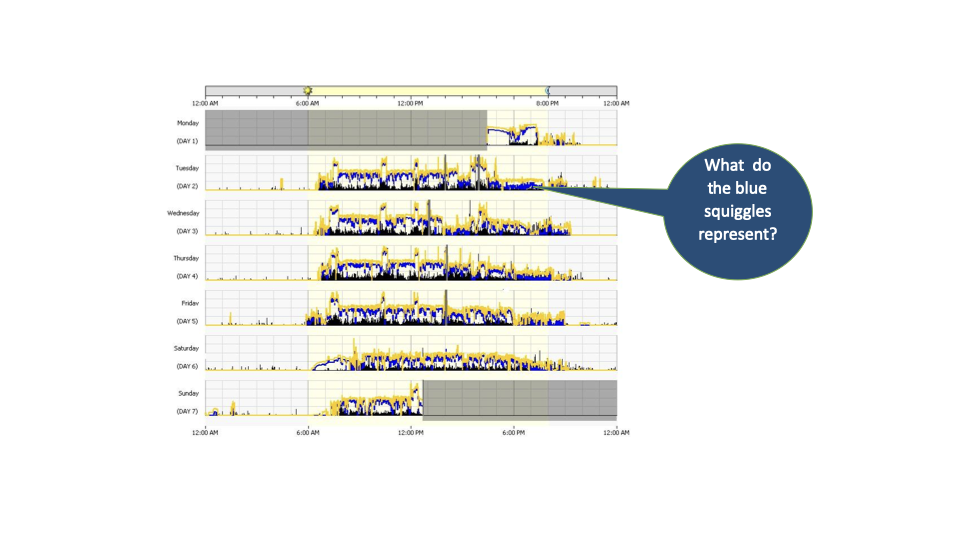 12:00 AM 6:00 AM 12:00 PM 8:00 PM 12:00 AM
Monday
(DAY 1)
Tuesday
(DAY 2)
Wednesday
(DAY 3)
Thursday
(DAY 4)
Friday
(DAY 5)
Saturday
(DAY 6)
Sunday
(DAY 7)
12:00 AM 6:00 AM 12:00 PM 6:00 PM 12:00 AM
What do
the blue
squiggles
represent?